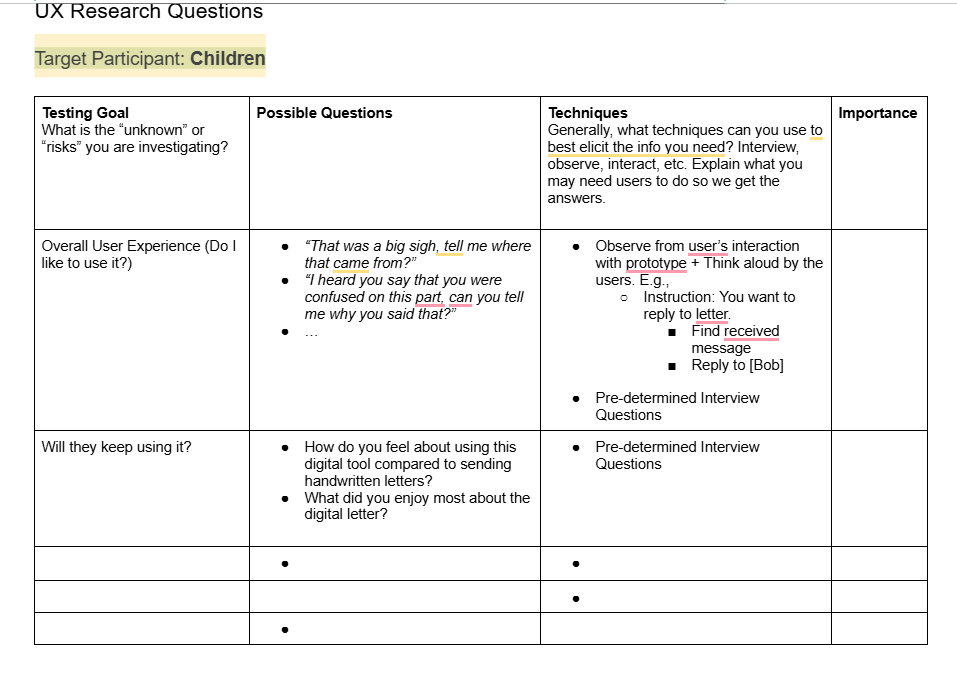 UX Research Questions
Target Participant: Children
Testing Goal
What is the “unknown” or
“risks” you are investigating?
Possible Questions
Techniques
Generally, what techniques can you use to
best elicit the info you need? Interview,
observe, interact, etc. Explain what you
may need users to do so we get the
answers.
Importance
Overall User Experience (Do I
like to use it?)
● “That was a big sigh, tell me where
that came from?”
● “I heard you say that you were
confused on this part, can you tell
me why you said that?”
● …
● Observe from user’s interaction
with prototype + Think aloud by the
users. E.g.,
○ Instruction: You want to
reply to letter.
■ Find received
message
■ Reply to [Bob]
● Pre-determined Interview
Questions
Will they keep using it?
● How do you feel about using this
digital tool compared to sending
handwritten letters?
● What did you enjoy most about the
digital letter?
● Pre-determined Interview
Questions